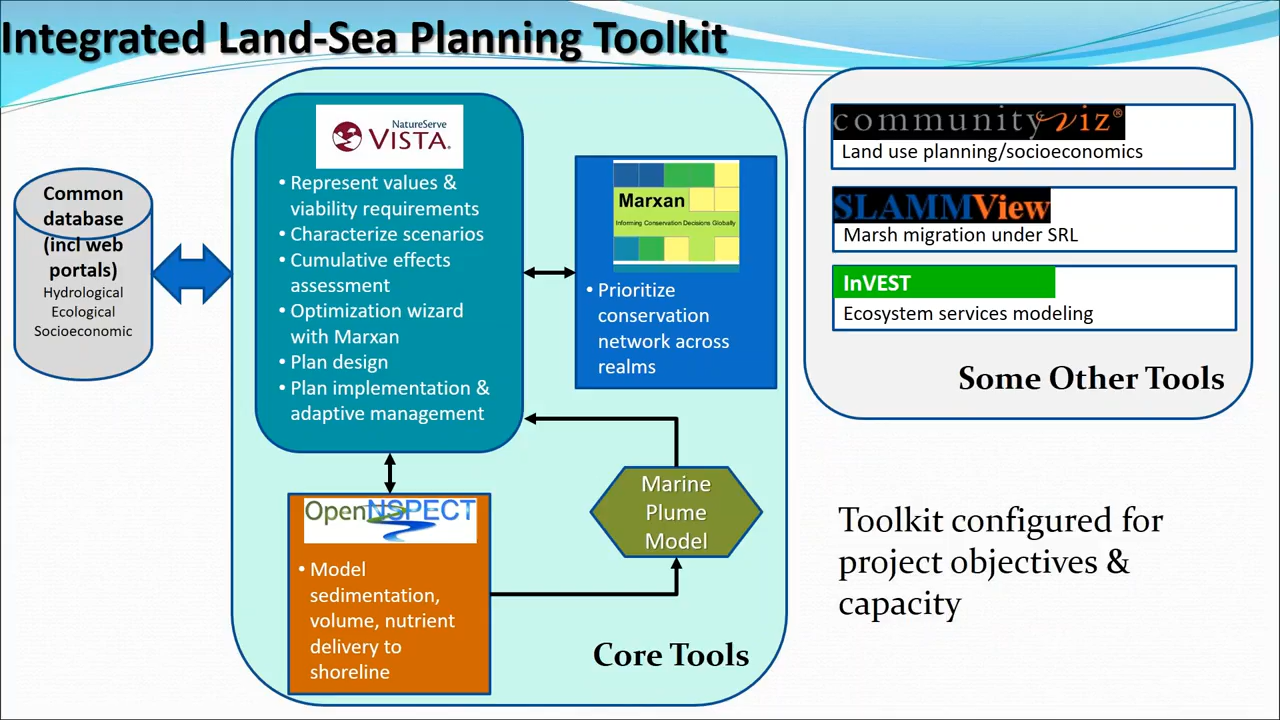 Integrated Land-Sea Planning Toolkit
Common
database
(incl web
portals)
Hydrological
Ecological
Socioeconomic
NatureServe
VISTA®
• Represent values &
viability requirements
• Characterize scenarios
• Cumulative effects
assessment
• Optimization wizard
with Marxan
• Plan design
• Plan implementation &
adaptive management
Marxan
Informing Conservation Decisions Globally
• Prioritize
conservation
network across
realms
OpenNSPECT
• Model
sedimentation,
volume, nutrient
delivery to
shoreline
Marine
Plume
Model
Core Tools
communityviz®
Land use planning/socioeconomics
SLAMMView
Marsh migration under SRL
InVEST
Ecosystem services modeling
Some Other Tools
Toolkit configured for
project objectives &
capacity